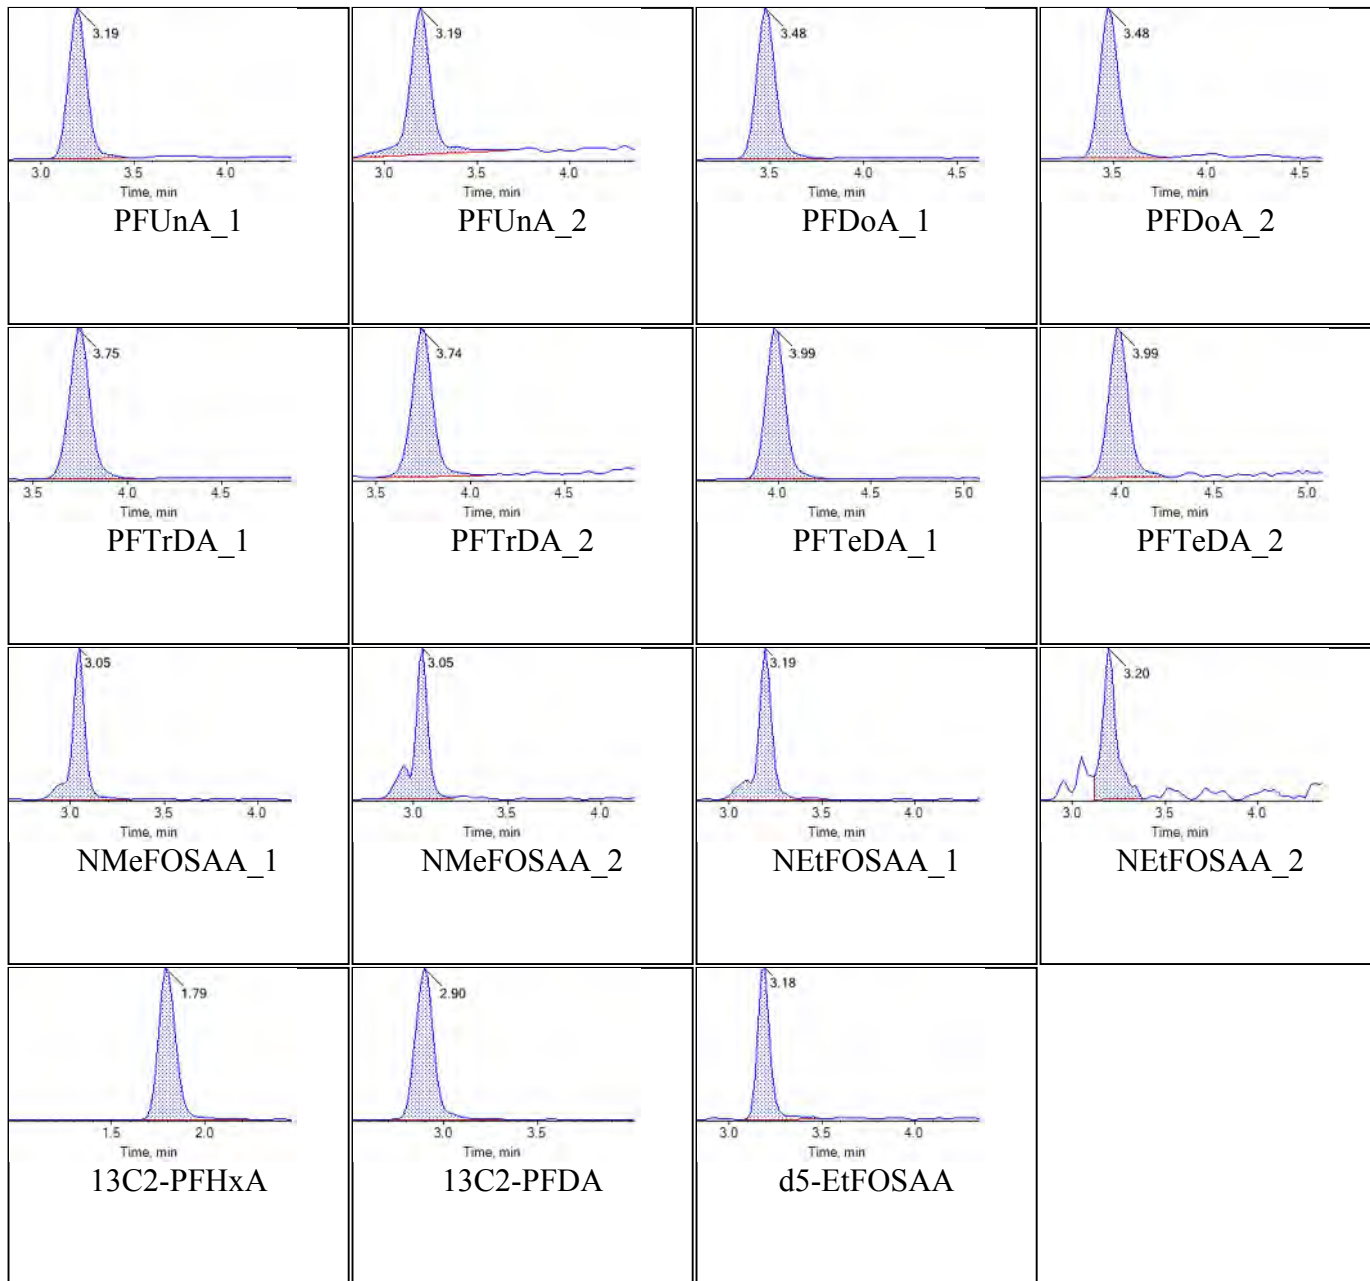 3.19
3.0 3.5 4.0
Time, min
PFUnA_1
3.19
3.0 3.5 4.0
Time, min
PFUnA_2
3.48
3.5 4.0 4.5
Time, min
PFDoA_1
3.48
3.5 4.0 4.5
Time, min
PFDoA_2
3.75
3.5 4.0 4.5
Time, min
PFTrDA_1
3.74
3.5 4.0 4.5
Time, min
PFTrDA_2
3.99
4.0 4.5 5.0
Time, min
PFTeDA_1
3.99
4.0 4.5 5.0
Time, min
PFTeDA_2
3.05
3.0 3.5 4.0
Time, min
NMeFOSAA_1
3.05
3.0 3.5 4.0
Time, min
NMeFOSAA_2
3.19
3.0 3.5 4.0
Time, min
NEtFOSAA_1
3.20
3.0 3.5 4.0
Time, min
NEtFOSAA_2
1.79
1.5 2.0
Time, min
13C2-PFHxA
2.90
3.0 3.5
Time, min
13C2-PFDA
3.18
3.0 3.5 4.0
Time, min
d5-EtFOSAA